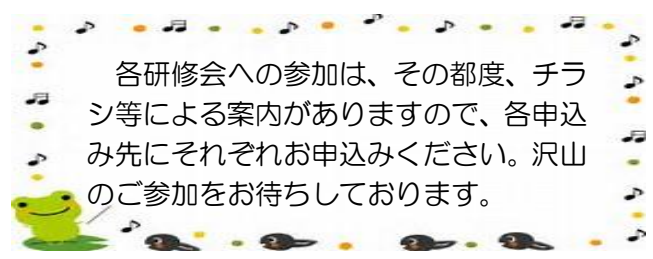 各研修会への参加は、その都度、チラ
シ等による案内がありますので、各申込
み先にそれぞれお申込みください。沢山
のご参加をお待ちしております。